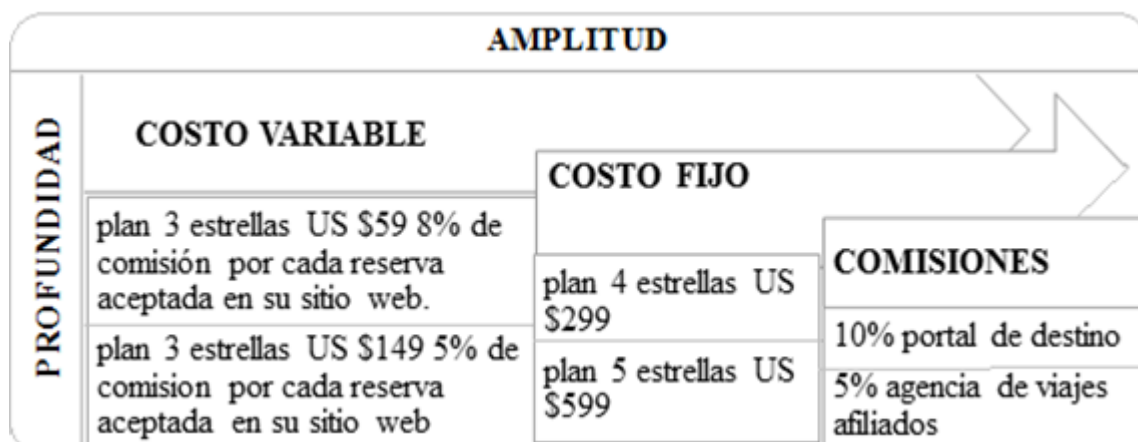 AMPLITUD
PROFUNDIDAD
COSTO VARIABLE
plan 3 estrellas US $59 8% de
comisión por cada reserva
aceptada en su sitio web.
plan 3 estrellas US $149 5% de
comision por cada reserva
aceptada en su sitio web
COSTO FIJO
plan 4 estrellas US
$299
plan 5 estrellas US
$599
COMISIONES
10% portal de destino
5% agencia de viajes
afiliados